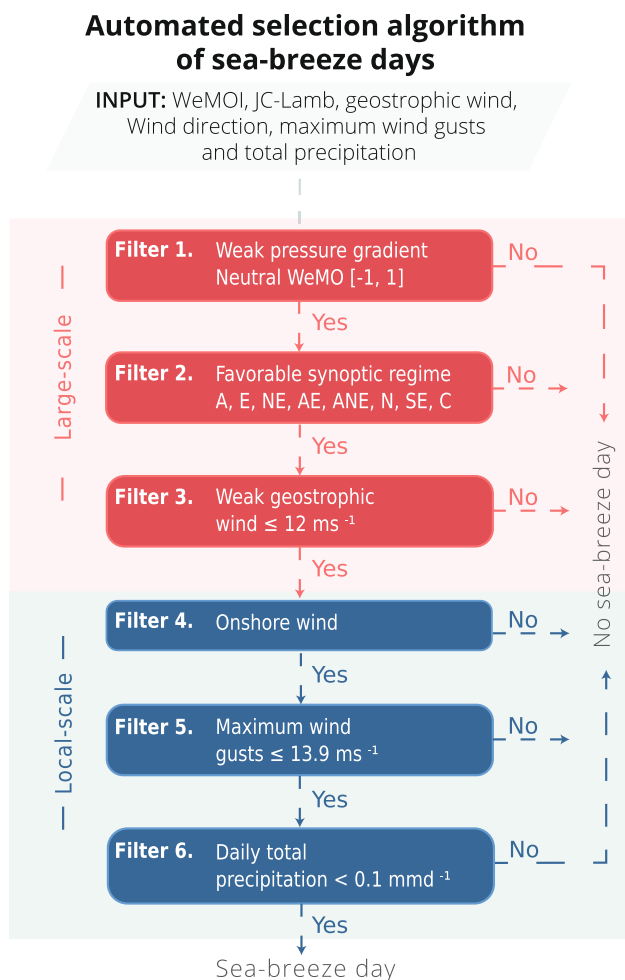 Automated selection algorithm
of sea-breeze days
INPUT: WeMOI, JC-Lamb, geostrophic wind,
Wind direction, maximum wind gusts
and total precipitation
Large-scale
Filter 1. Weak pressure gradient
Neutral WeMO [-1, 1]
No
Yes
Filter 2. Favorable synoptic regime
A, E, NE, AE, ANE, N, SE, C
No
Yes
Filter 3. Weak geostrophic
wind ≤ 12 ms ⁻¹
No
Yes
No sea-breeze day
Local-scale
Filter 4. Onshore wind
No
Yes
Filter 5. Maximum wind
gusts ≤ 13.9 ms ⁻¹
No
Yes
Filter 6. Daily total
precipitation < 0.1 mmd ⁻¹
No
Yes
Sea-breeze day